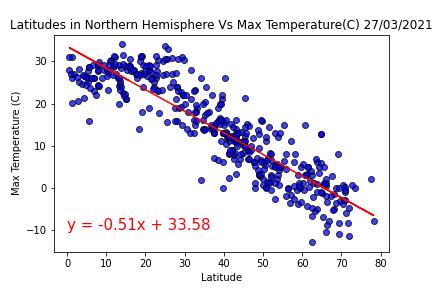 Latitudes in Northern Hemisphere Vs Max Temperature(C) 27/03/2021
Max Temperature (C)
30
20
10
0
−10
y = -0.51x + 33.58
0 10 20 30 40 50 60 70 80
Latitude